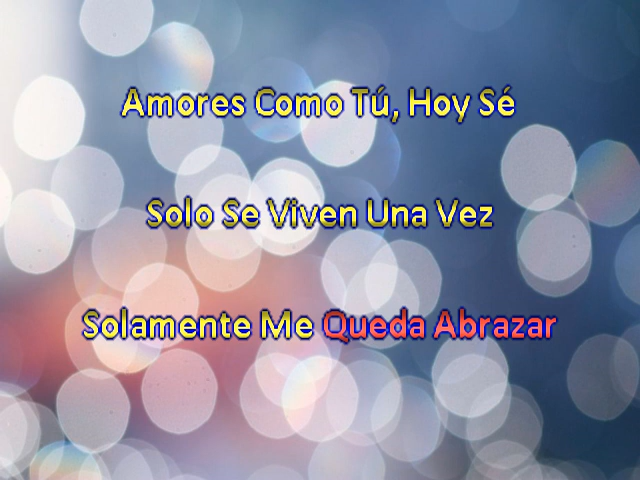 Amores Como Tú, Hoy Sé
Solo Se Viven Una Vez
Solamente Me Queda Abrazar